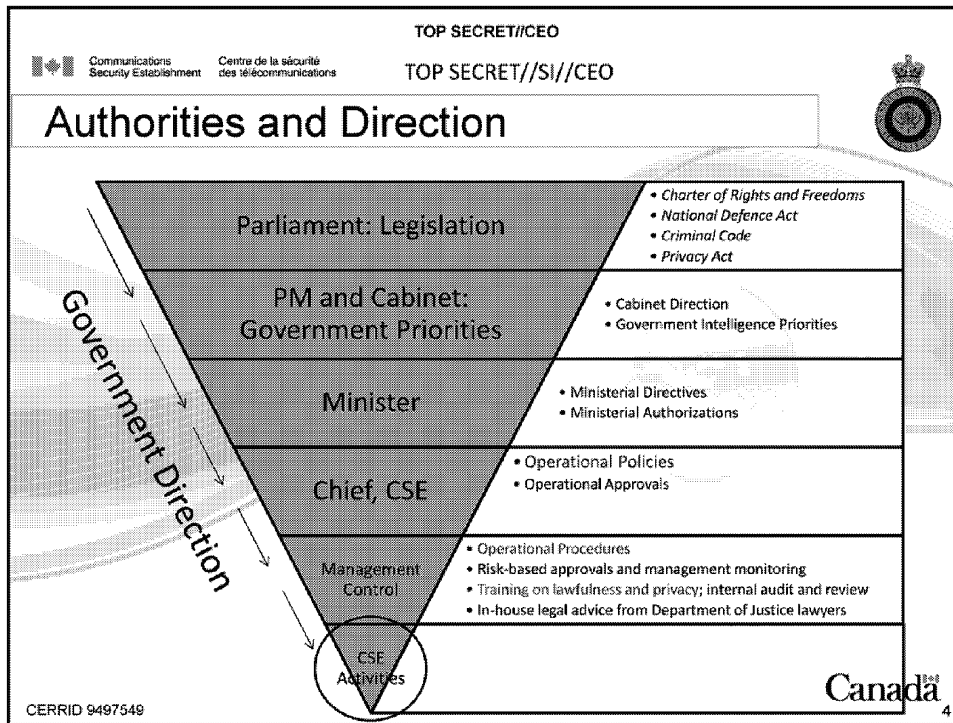 TOP SECRET//CEO
Communications
Security Establishment
Centre de la sécurité
des télécommunications
TOP SECRET//SI//CEO
Authorities and Direction
Government Direction
Parliament: Legislation
• Charter of Rights and Freedoms
• National Defence Act
• Criminal Code
• Privacy Act
PM and Cabinet:
Government Priorities
• Cabinet Direction
• Government Intelligence Priorities
Minister
• Ministerial Directives
• Ministerial Authorizations
Chief, CSE
• Operational Policies
• Operational Approvals
Management
Control
• Operational Procedures
• Risk-based approvals and management monitoring
• Training on lawfulness and privacy; internal audit and review
• In-house legal advice from Department of Justice lawyers
CSE
Activities
CERRID 9497549
Canada
4